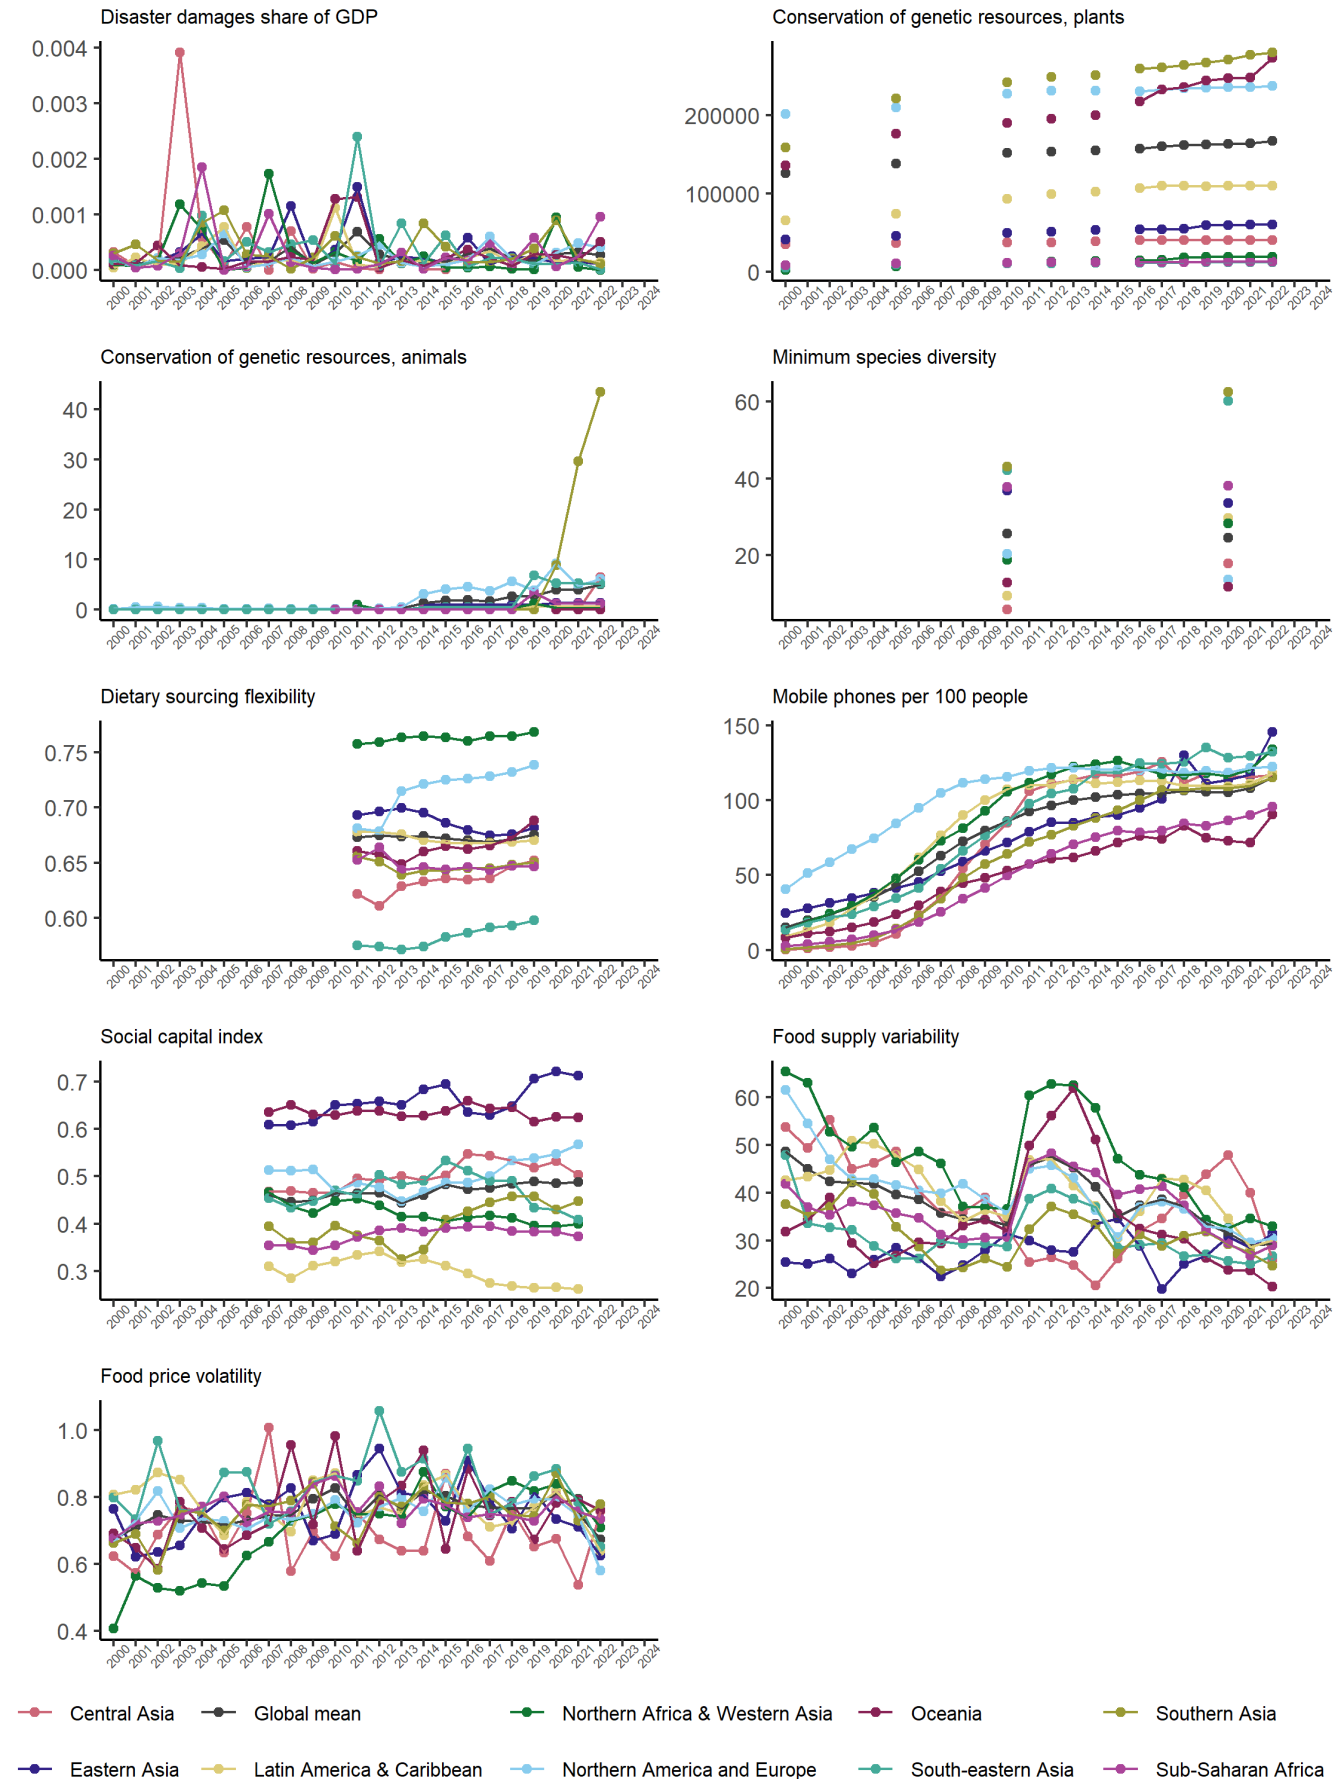 Disaster damages share of GDP
0.004
0.003
0.002
0.001
0.000
2000 2001 2002 2003 2004 2005 2006 2007 2008 2009 2010 2011 2012 2013 2014 2015 2016 2017 2018 2019 2020 2021 2022 2023 2024
Conservation of genetic resources, plants
200000
100000
0
2000 2001 2002 2003 2004 2005 2006 2007 2008 2009 2010 2011 2012 2013 2014 2015 2016 2017 2018 2019 2020 2021 2022 2023 2024
Conservation of genetic resources, animals
40
30
20
10
0
2000 2001 2002 2003 2004 2005 2006 2007 2008 2009 2010 2011 2012 2013 2014 2015 2016 2017 2018 2019 2020 2021 2022 2023 2024
Minimum species diversity
60
40
20
2000 2001 2002 2003 2004 2005 2006 2007 2008 2009 2010 2011 2012 2013 2014 2015 2016 2017 2018 2019 2020 2021 2022 2023 2024
Dietary sourcing flexibility
0.75
0.70
0.65
0.60
2000 2001 2002 2003 2004 2005 2006 2007 2008 2009 2010 2011 2012 2013 2014 2015 2016 2017 2018 2019 2020 2021 2022 2023 2024
Mobile phones per 100 people
150
100
50
0
2000 2001 2002 2003 2004 2005 2006 2007 2008 2009 2010 2011 2012 2013 2014 2015 2016 2017 2018 2019 2020 2021 2022 2023 2024
Social capital index
0.7
0.6
0.5
0.4
0.3
2000 2001 2002 2003 2004 2005 2006 2007 2008 2009 2010 2011 2012 2013 2014 2015 2016 2017 2018 2019 2020 2021 2022 2023 2024
Food supply variability
60
50
40
30
20
2000 2001 2002 2003 2004 2005 2006 2007 2008 2009 2010 2011 2012 2013 2014 2015 2016 2017 2018 2019 2020 2021 2022 2023 2024
Food price volatility
1.0
0.8
0.6
0.4
2000 2001 2002 2003 2004 2005 2006 2007 2008 2009 2010 2011 2012 2013 2014 2015 2016 2017 2018 2019 2020 2021 2022 2023 2024
Central Asia Global mean Northern Africa & Western Asia Oceania Southern Asia
Eastern Asia Latin America & Caribbean Northern America and Europe South-eastern Asia Sub-Saharan Africa